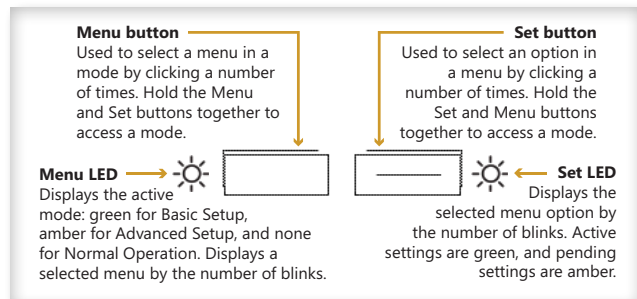 Menu button
Used to select a menu in a
mode by clicking a number
of times. Hold the Menu
and Set buttons together to
access a mode.
Set button
Used to select an option in
a menu by clicking a
number of times. Hold the
Set and Menu buttons
together to access a mode.
Menu LED
Displays the active
mode: green for Basic Setup,
amber for Advanced Setup, and none
for Normal Operation. Displays a
selected menu by the number of blinks.
Set LED
Displays the
selected menu option by
the number of blinks. Active
settings are green, and pending
settings are amber.